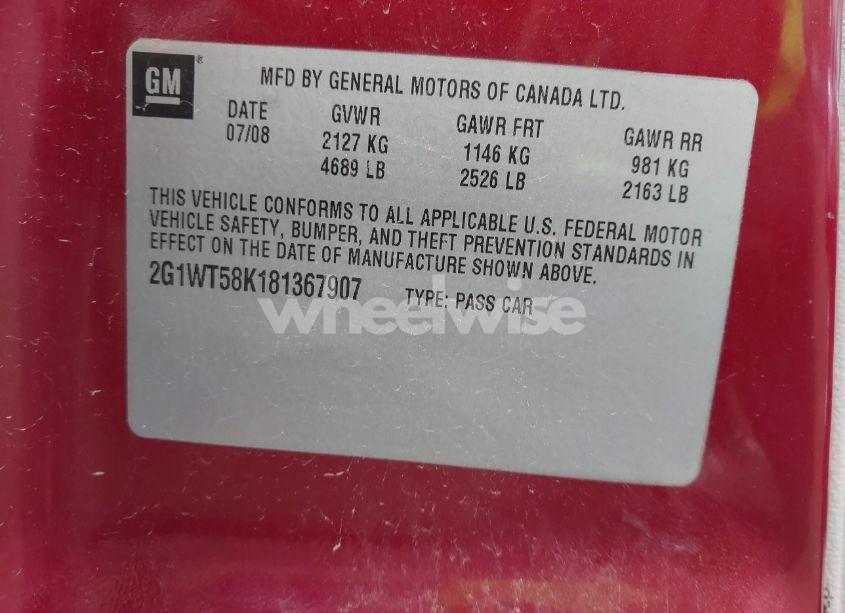 GM®
MFD BY GENERAL MOTORS OF CANADA LTD.
DATE GVWR GAWR FRT GAWR RR
07/08 2127 KG 1146 KG 981 KG
4689 LB 2526 LB 2163 LB
THIS VEHICLE CONFORMS TO ALL APPLICABLE U.S. FEDERAL MOTOR
VEHICLE SAFETY, BUMPER, AND THEFT PREVENTION STANDARDS IN
EFFECT ON THE DATE OF MANUFACTURE SHOWN ABOVE.
2G1WT58K181367907 TYPE: PASS CAR
wheelwise